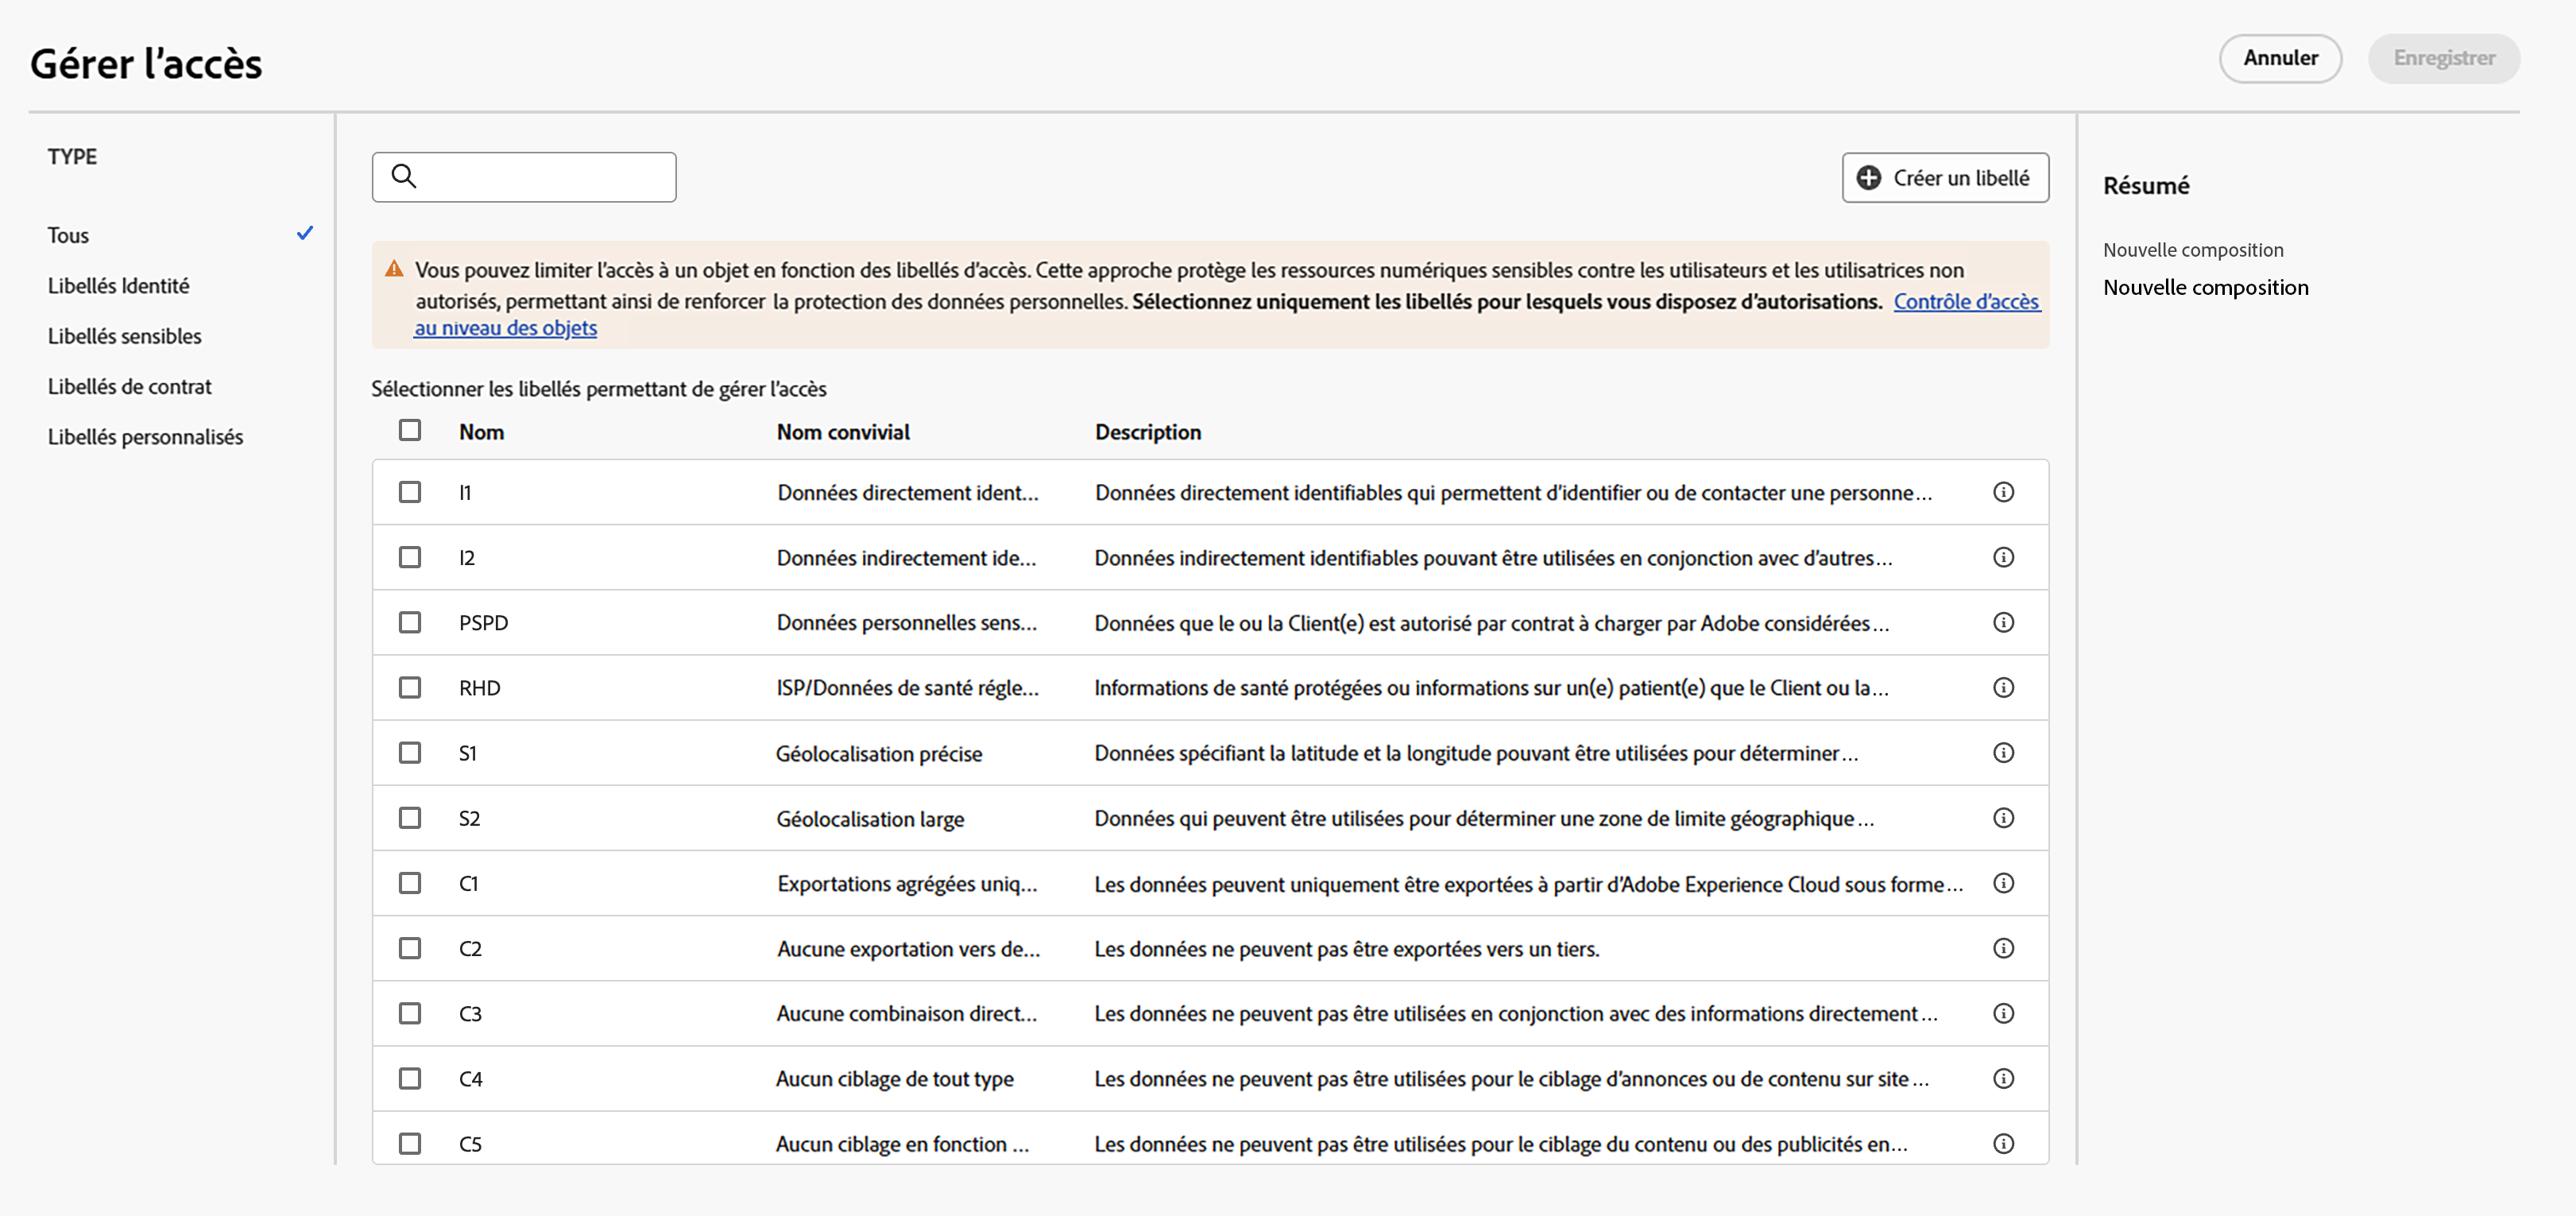 Gérer l’accès
Annuler
Enregistrer
TYPE
Tous
Libellés Identité
Libellés sensibles
Libellés de contrat
Libellés personnalisés
Créer un libellé
Vous pouvez limiter l’accès à un objet en fonction des libellés d’accès. Cette approche protège les ressources numériques sensibles contre les utilisateurs et les utilisatrices non
autorisés, permettant ainsi de renforcer la protection des données personnelles. Sélectionnez uniquement les libellés pour lesquels vous disposez d’autorisations. Contrôle d’accès
au niveau des objets
Sélectionner les libellés permettant de gérer l’accès
Nom Nom convivial Description
I1 Données directement ident... Données directement identifiables qui permettent d’identifier ou de contacter une personne...
I2 Données indirectement ide... Données indirectement identifiables pouvant être utilisées en conjonction avec d’autres...
PSPD Données personnelles sens... Données que le ou la Client(e) est autorisé par contrat à charger par Adobe considérées...
RHD ISP/Données de santé régle... Informations de santé protégées ou informations sur un(e) patient(e) que le Client ou la...
S1 Géolocalisation précise Données spécifiant la latitude et la longitude pouvant être utilisées pour déterminer...
S2 Géolocalisation large Données qui peuvent être utilisées pour déterminer une zone de limite géographique...
C1 Exportations agrégées uniq... Les données peuvent uniquement être exportées à partir d’Adobe Experience Cloud sous forme...
C2 Aucune exportation vers de... Les données ne peuvent pas être exportées vers un tiers.
C3 Aucune combinaison direct... Les données ne peuvent pas être utilisées en conjonction avec des informations directement...
C4 Aucun ciblage de tout type Les données ne peuvent pas être utilisées pour le ciblage d’annonces ou de contenu sur site...
C5 Aucun ciblage en fonction ... Les données ne peuvent pas être utilisées pour le ciblage du contenu ou des publicités en...
Résumé
Nouvelle composition
Nouvelle composition